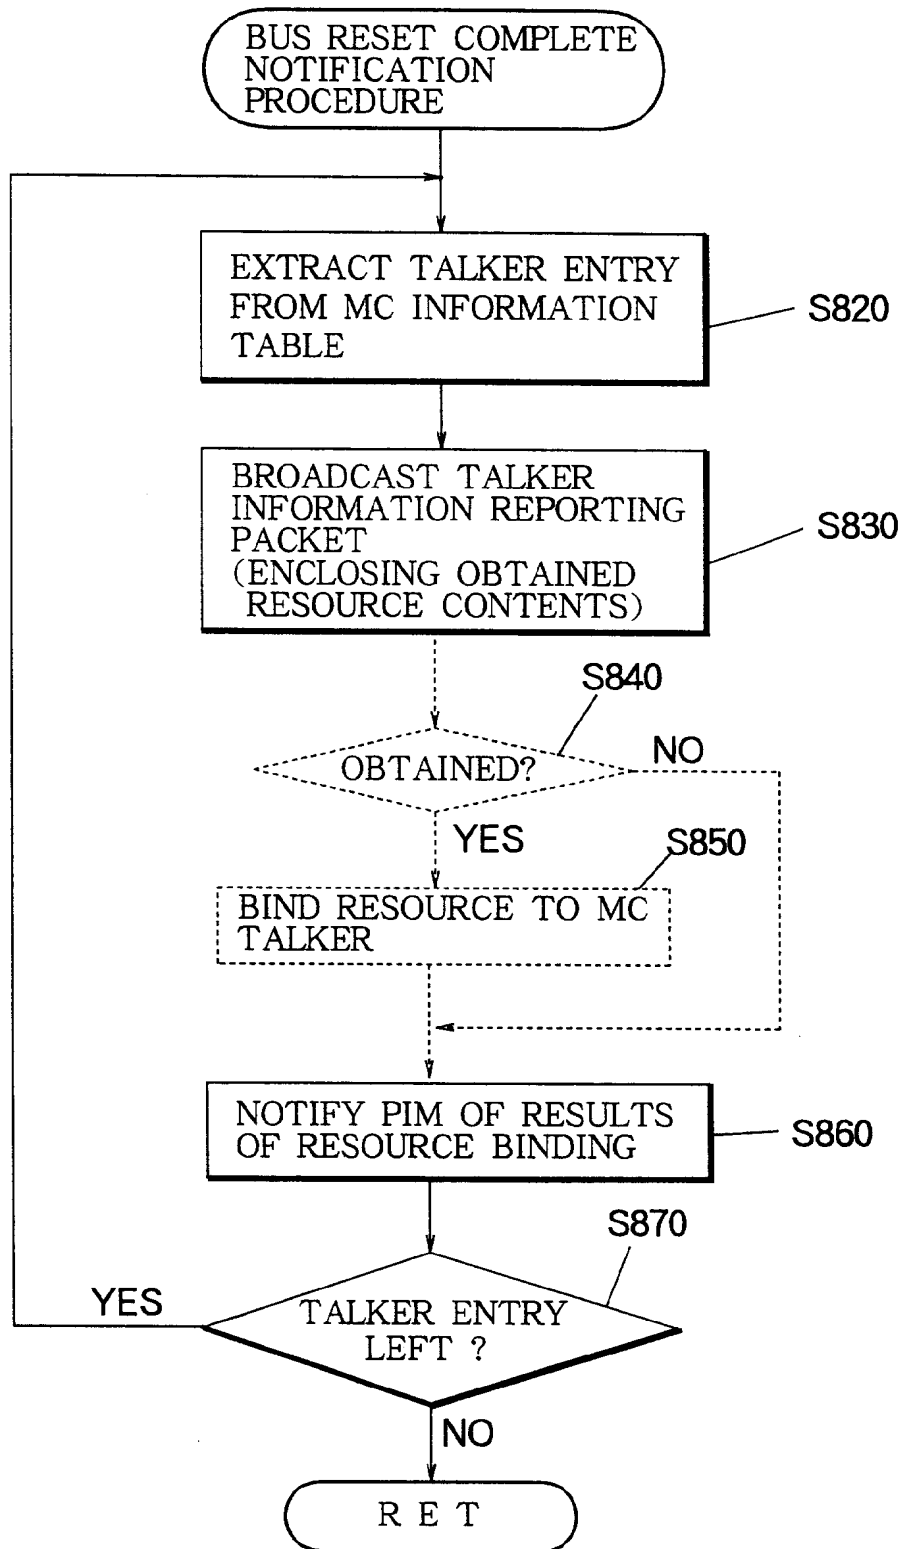 BUS RESET COMPLETE
NOTIFICATION
PROCEDURE
EXTRACT TALKER ENTRY
FROM MC INFORMATION
TABLE
S820
BROADCAST TALKER
INFORMATION REPORTING
PACKET
(ENCLOSING OBTAINED
RESOURCE CONTENTS)
S830
S840
OBTAINED?
NO
YES
S850
BIND RESOURCE TO MC
TALKER
NOTIFY PIM OF RESULTS
OF RESOURCE BINDING
S860
S870
YES
TALKER ENTRY
LEFT ?
NO
R E T